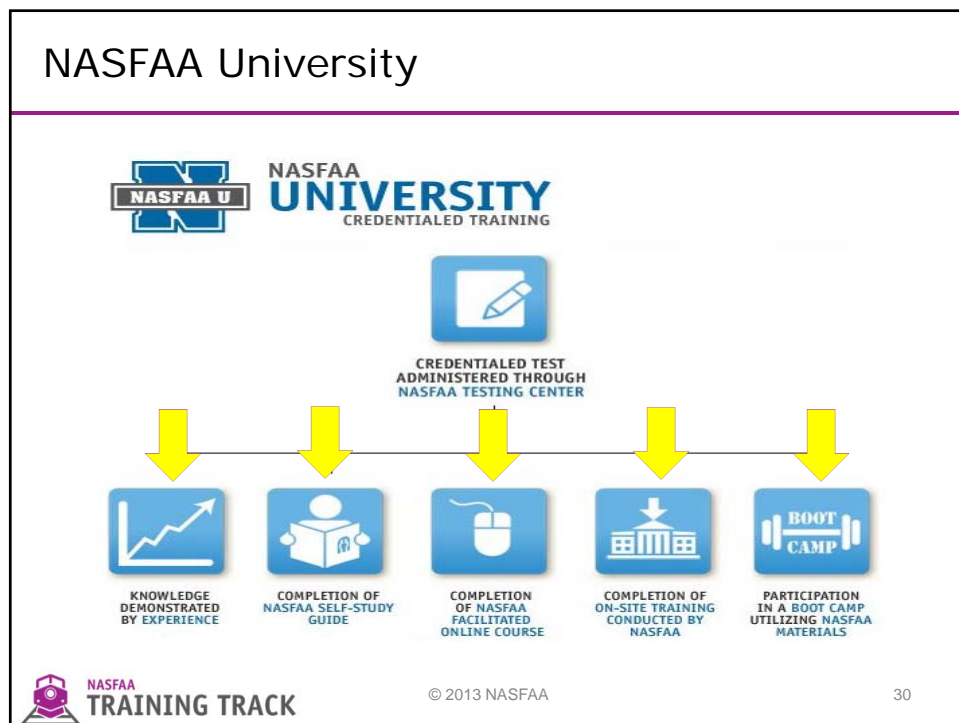 NASFAA University
NASFAA U
NASFAA
UNIVERSITY
CREDENTIALED TRAINING
CREDENTIALED TEST
ADMINISTERED THROUGH
NASFAA TESTING CENTER
KNOWLEDGE
DEMONSTRATED
BY EXPERIENCE
COMPLETION OF
NASFAA SELF-STUDY
GUIDE
COMPLETION
OF NASFAA
FACILITATED
ONLINE COURSE
COMPLETION OF
ON-SITE TRAINING
CONDUCTED BY
NASFAA
BOOT
CAMP
PARTICIPATION
IN A BOOT CAMP
UTILIZING NASFAA
MATERIALS
NASFAA
TRAINING TRACK
© 2013 NASFAA
30